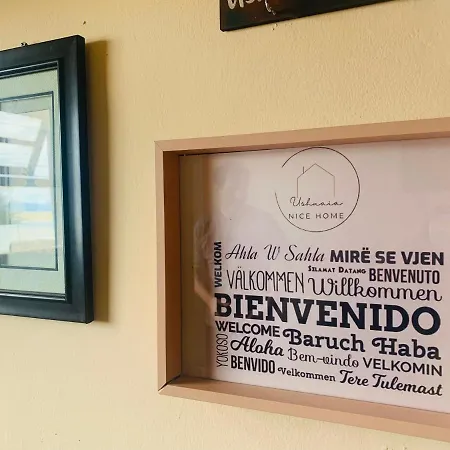 Ushuaia
NICE HOME
WELKOM
Ahla W Sahla MIRË SE VJEN
SELAMAT DATANG BENVENUTO
VÄLKOMMEN Willkommen
BIENVENIDO
WELCOME Baruch Haba
YOKOSO
Aloha Bem-vindo VELKOMIN
BENVIDO Velkommen Tere Tulemast